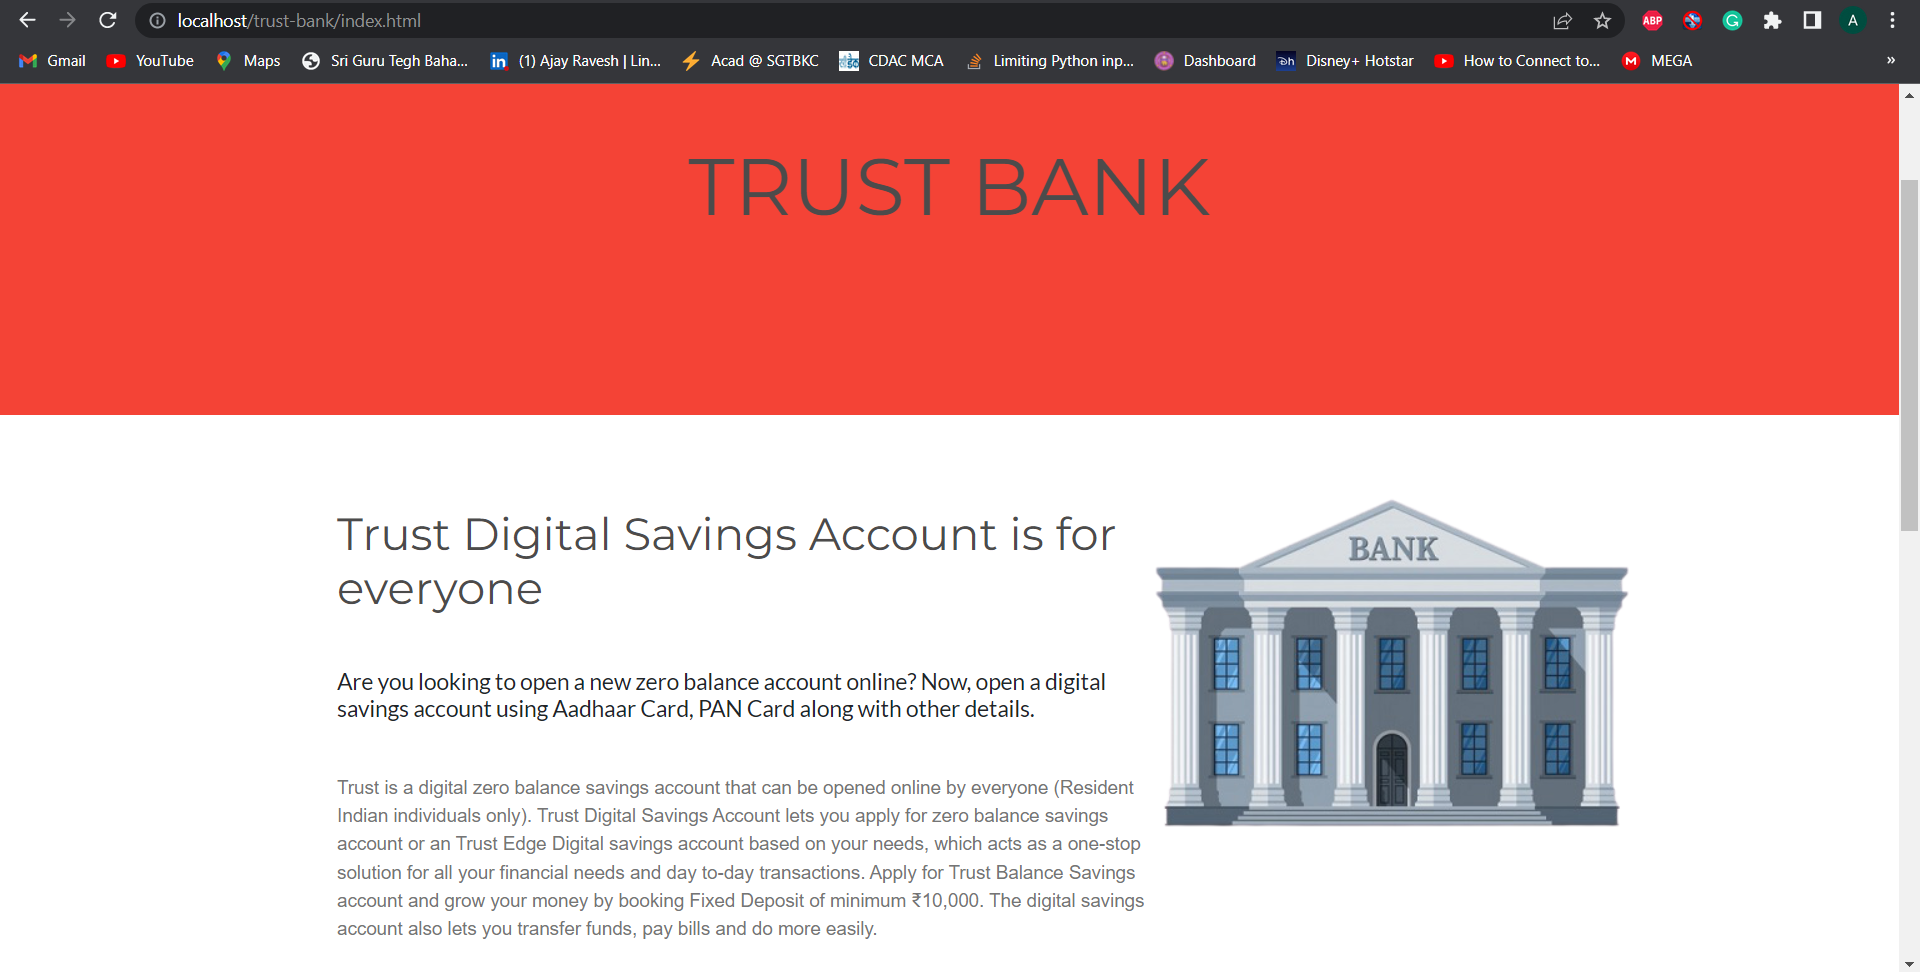 localhost/trust-bank/index.html
ABP
G
A
Gmail
YouTube
Maps
Sri Guru Tegh Baha...
in
(1) Ajay Ravesh | Lin...
Acad @ SGTBKC
CDAC MCA
Limiting Python inp...
Dashboard
Disney+ Hotstar
How to Connect to...
M
MEGA
»
TRUST BANK
Trust Digital Savings Account is for
everyone
BANK
Are you looking to open a new zero balance account online? Now, open a digital
savings account using Aadhaar Card, PAN Card along with other details.
Trust is a digital zero balance savings account that can be opened online by everyone (Resident
Indian individuals only). Trust Digital Savings Account lets you apply for zero balance savings
account or an Trust Edge Digital savings account based on your needs, which acts as a one-stop
solution for all your financial needs and day to-day transactions. Apply for Trust Balance Savings
account and grow your money by booking Fixed Deposit of minimum ₹10,000. The digital savings
account also lets you transfer funds, pay bills and do more easily.